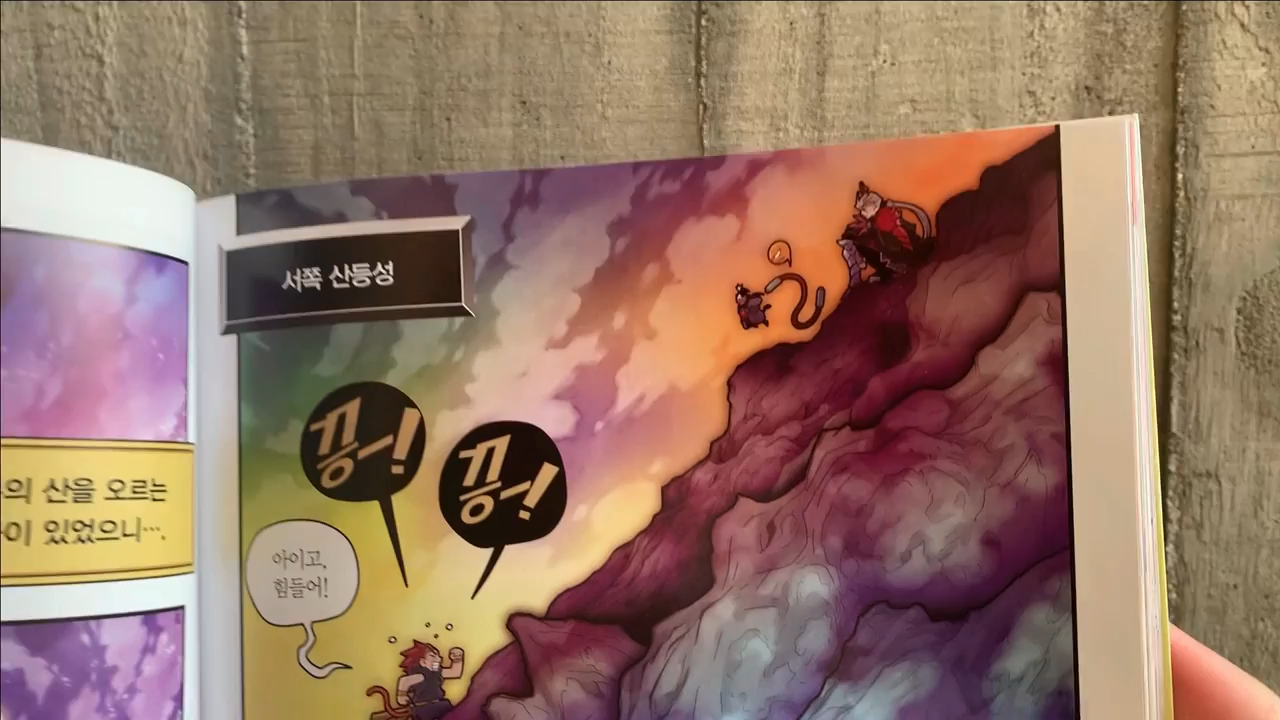 의 산을 오르는
이 있었으니….
서쪽 산등성
끙~!
끙~!
아이고,
힘들어!